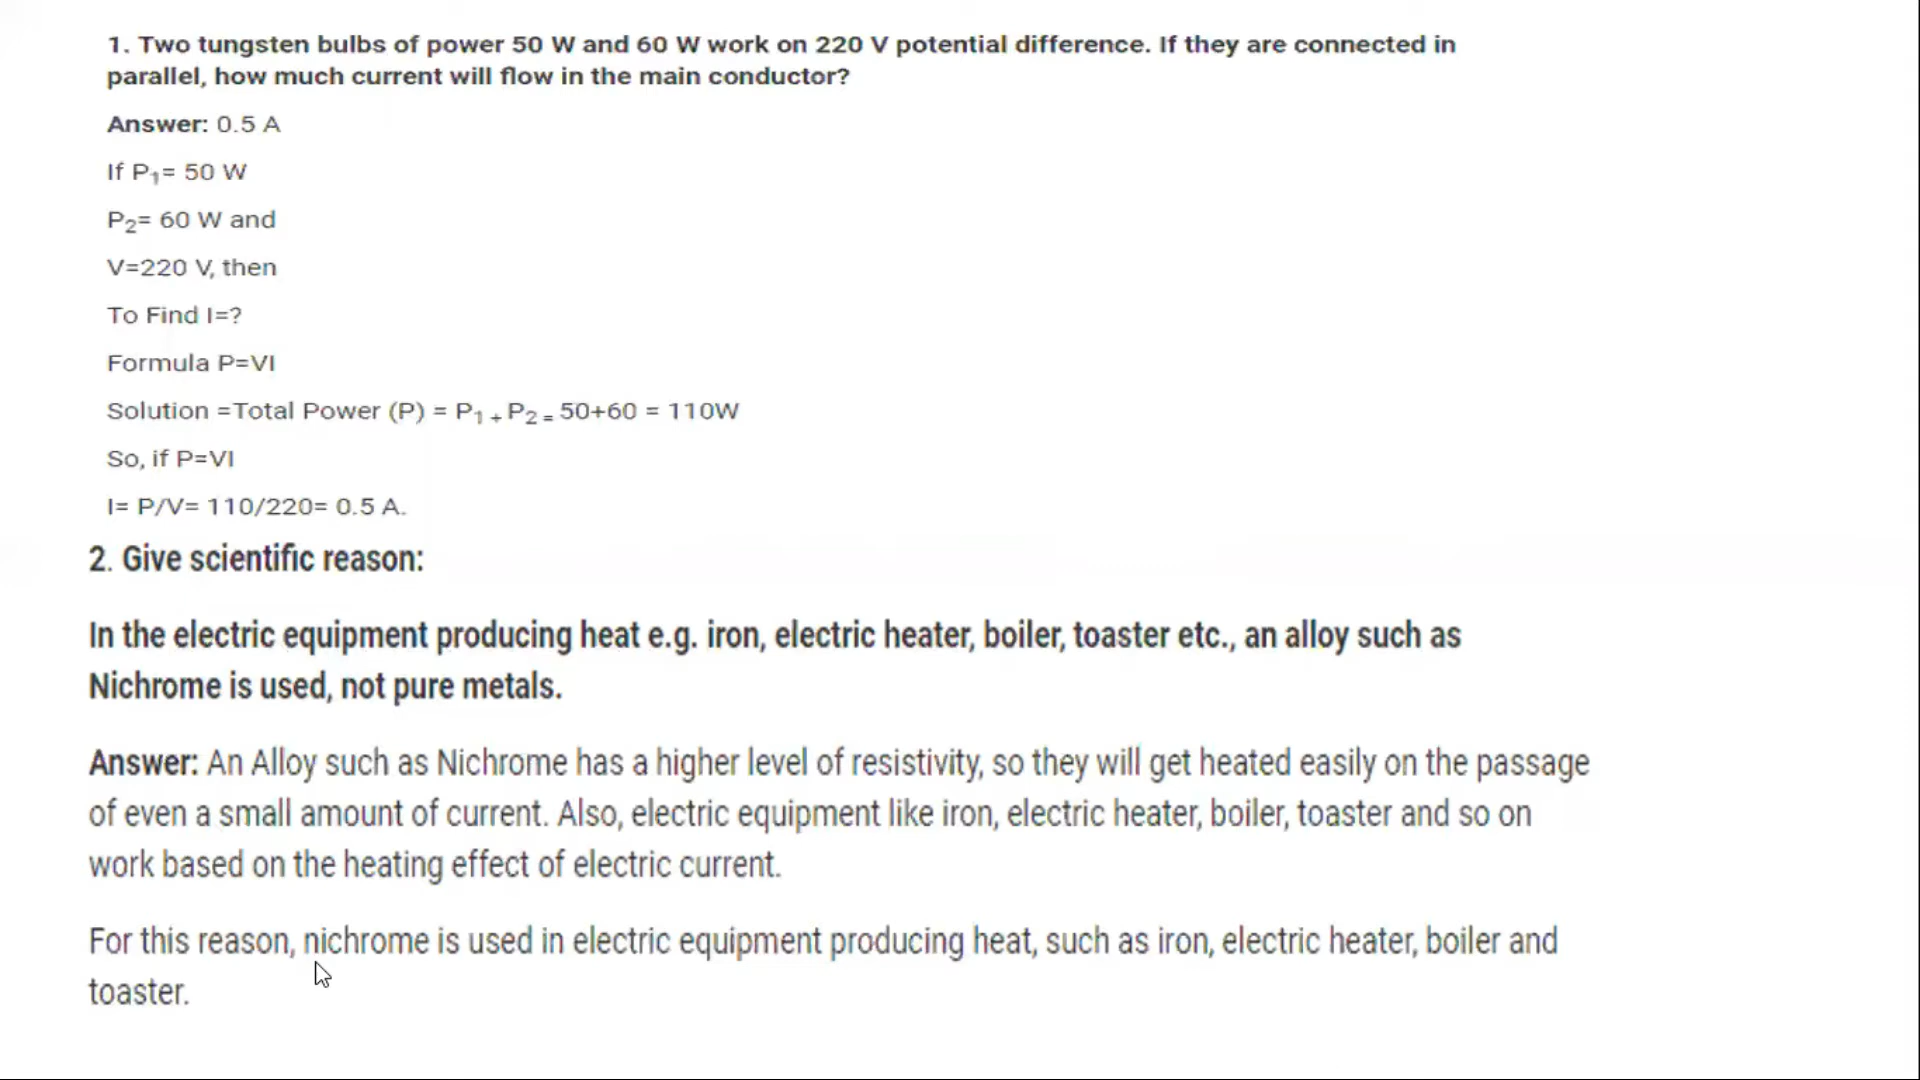 1. Two tungsten bulbs of power 50 W and 60 W work on 220 V potential difference. If they are connected in
parallel, how much current will flow in the main conductor?
Answer: 0.5 A
If P₁= 50 W
P₂= 60 W and
V=220 V, then
To Find I=?
Formula P=VI
Solution =Total Power (P) = P₁ ₊ P₂ ₌ 50+60 = 110W
So, if P=VI
I= P/V= 110/220= 0.5 A.
2. Give scientific reason:
In the electric equipment producing heat e.g. iron, electric heater, boiler, toaster etc., an alloy such as
Nichrome is used, not pure metals.
Answer: An Alloy such as Nichrome has a higher level of resistivity, so they will get heated easily on the passage
of even a small amount of current. Also, electric equipment like iron, electric heater, boiler, toaster and so on
work based on the heating effect of electric current.
For this reason, nichrome is used in electric equipment producing heat, such as iron, electric heater, boiler and
toaster.